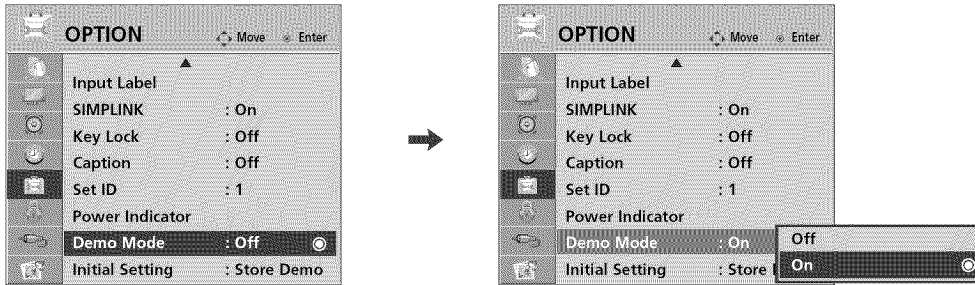 OPTION
Move Enter
Input Label
SIMPLINK : On
Key Lock : Off
Caption : Off
Set ID : 1
Power Indicator
Demo Mode : Off
Initial Setting : Store Demo
OPTION
Move Enter
Input Label
SIMPLINK : On
Key Lock : Off
Caption : Off
Set ID : 1
Power Indicator
Demo Mode : On
Initial Setting : Store
Off
On